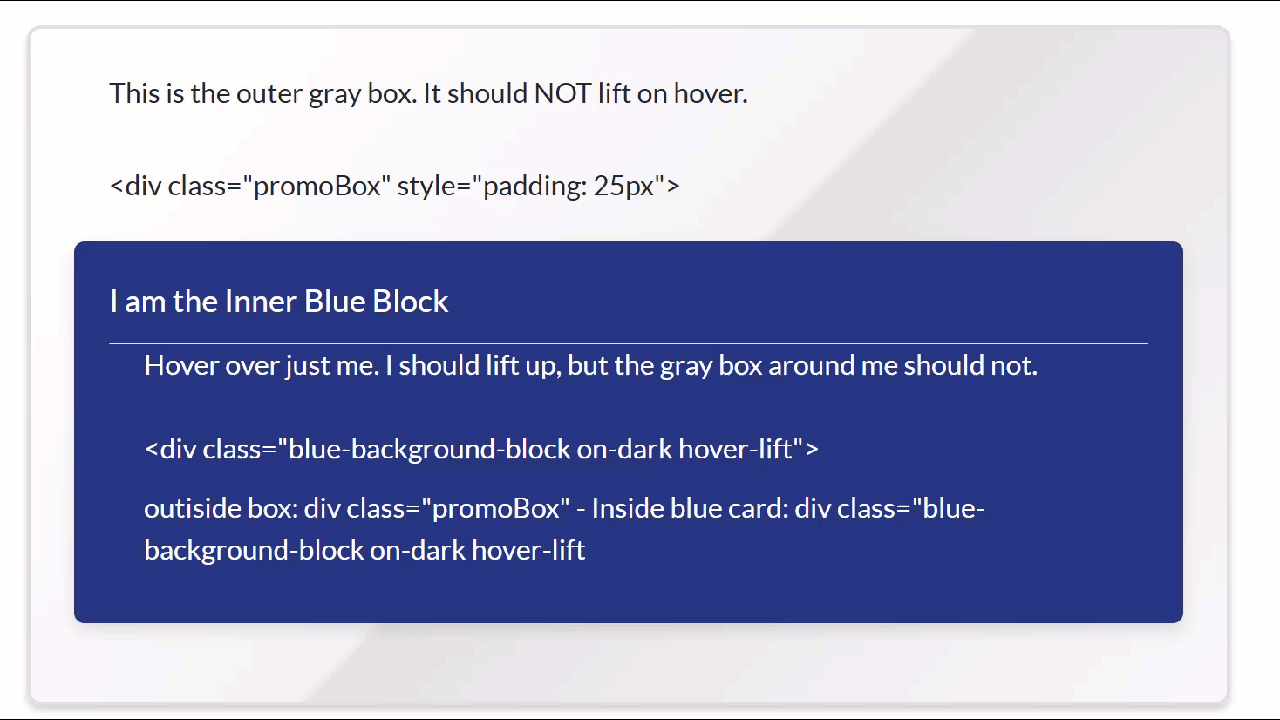 This is the outer gray box. It should NOT lift on hover.
<div class="promoBox" style="padding: 25px">
I am the Inner Blue Block
Hover over just me. I should lift up, but the gray box around me should not.
<div class="blue-background-block on-dark hover-lift">
outiside box: div class="promoBox" - Inside blue card: div class="blue-
background-block on-dark hover-lift